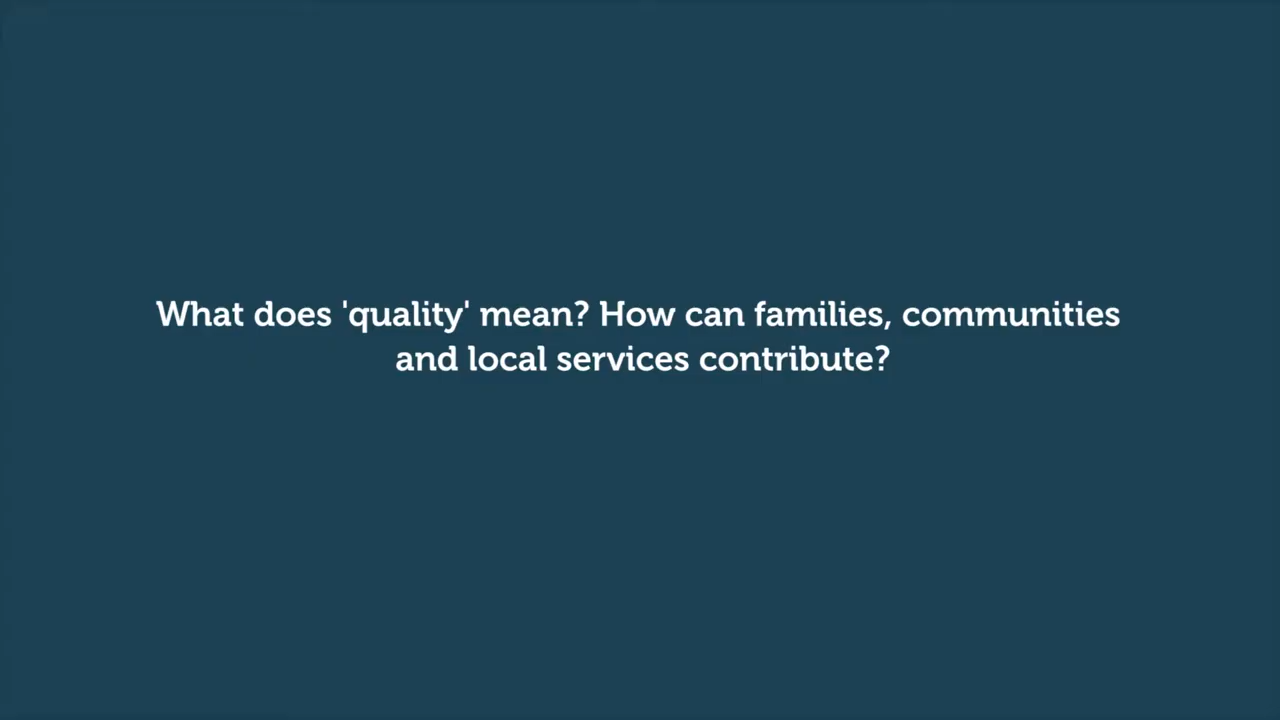 What does 'quality' mean? How can families, communities
and local services contribute?